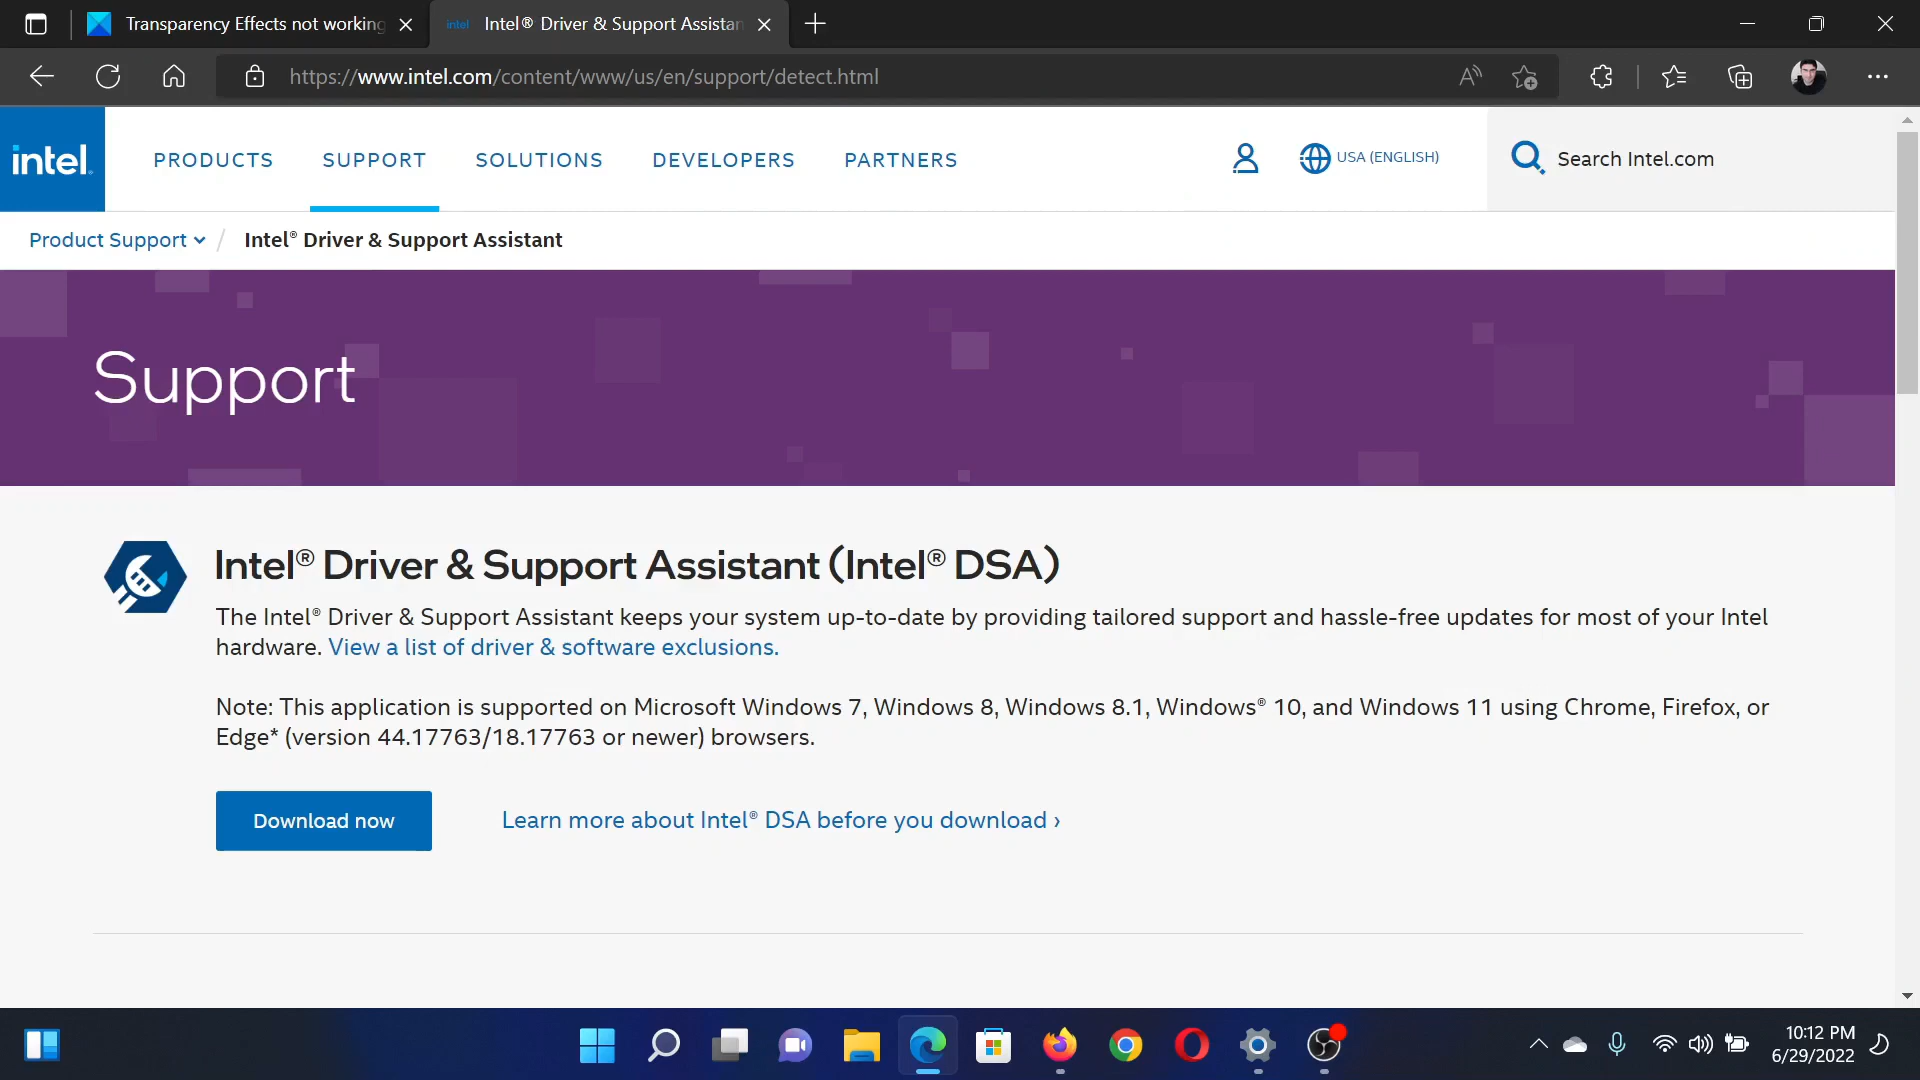 Transparency Effects not working
intel Intel® Driver & Support Assistan
https://www.intel.com/content/www/us/en/support/detect.html
intel.
PRODUCTS
SUPPORT
SOLUTIONS
DEVELOPERS
PARTNERS
USA (ENGLISH)
Search Intel.com
Product Support / Intel® Driver & Support Assistant
Support
Intel® Driver & Support Assistant (Intel® DSA)
The Intel® Driver & Support Assistant keeps your system up-to-date by providing tailored support and hassle-free updates for most of your Intel
hardware. View a list of driver & software exclusions.
Note: This application is supported on Microsoft Windows 7, Windows 8, Windows 8.1, Windows® 10, and Windows 11 using Chrome, Firefox, or
Edge* (version 44.17763/18.17763 or newer) browsers.
Download now
Learn more about Intel® DSA before you download ›
10:12 PM
6/29/2022